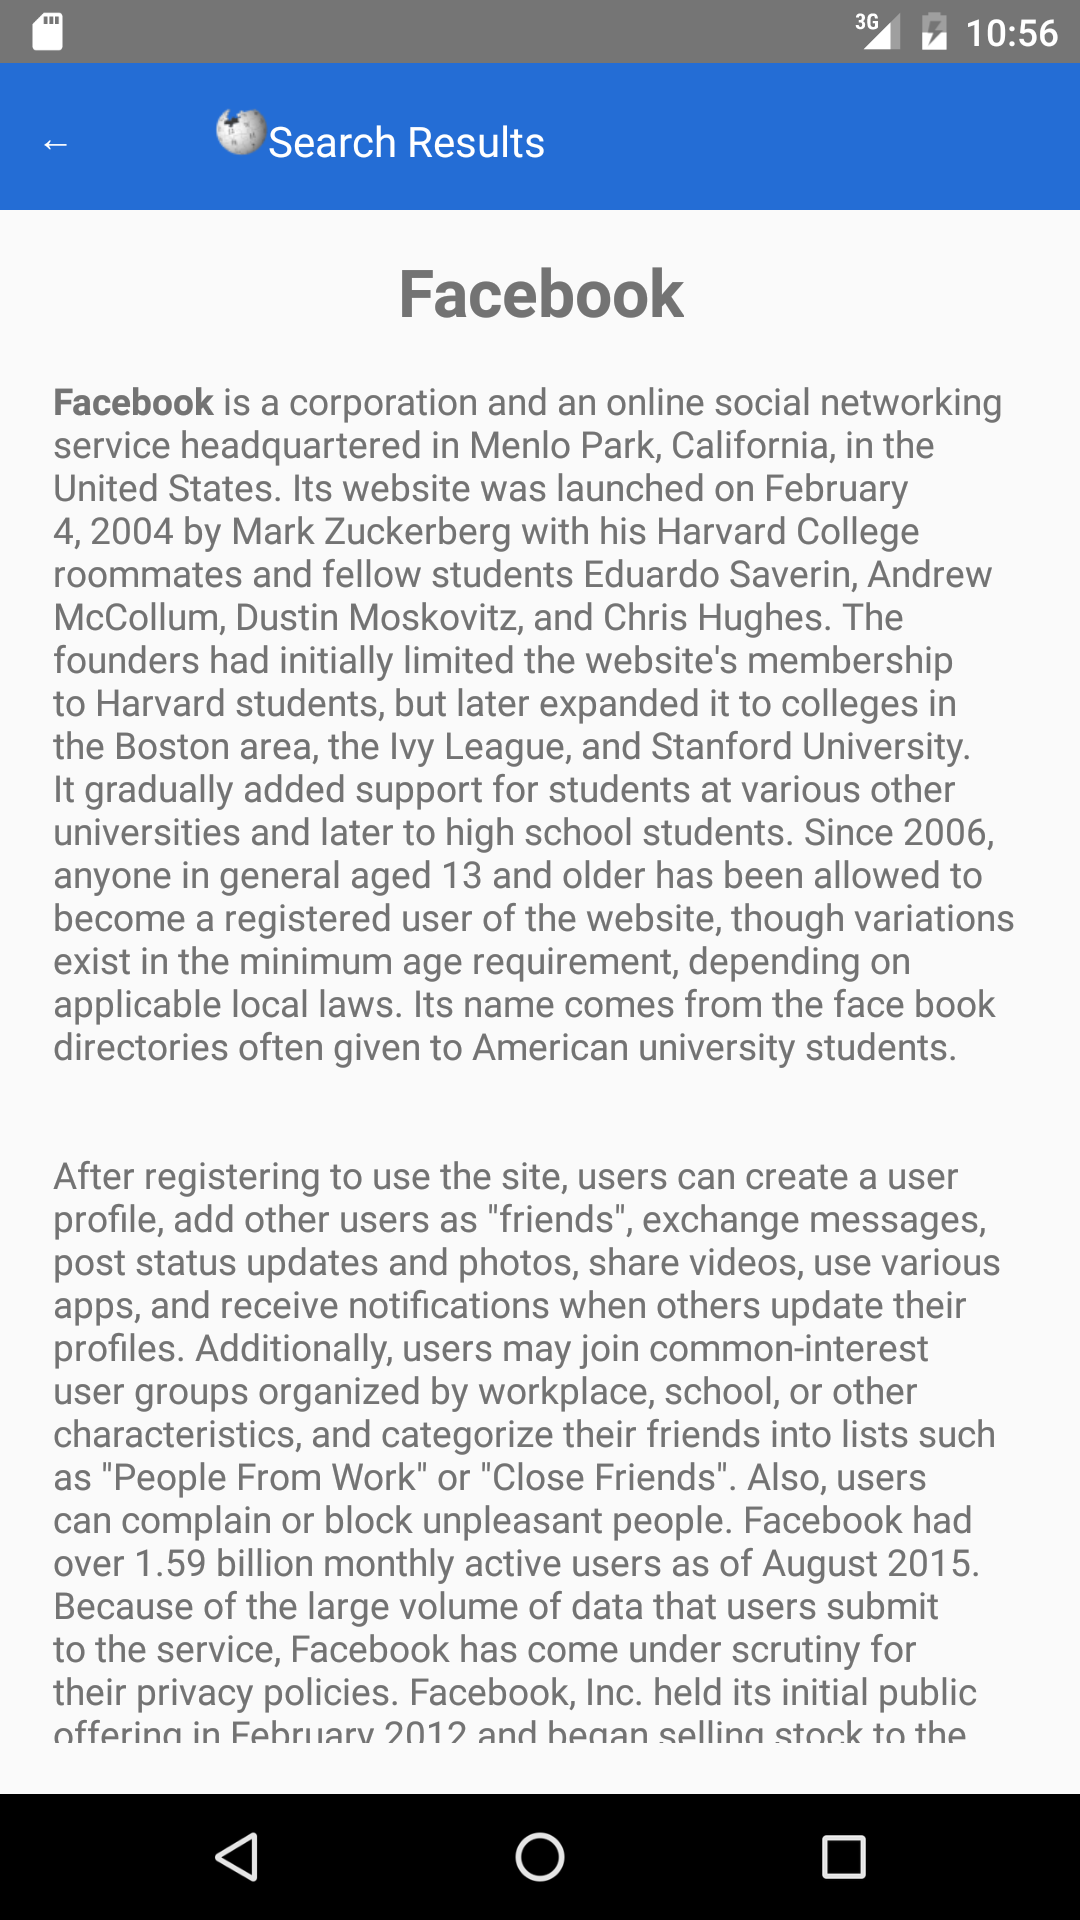 3G 10:56
← Search Results
Facebook
Facebook is a corporation and an online social networking
service headquartered in Menlo Park, California, in the
United States. Its website was launched on February
4, 2004 by Mark Zuckerberg with his Harvard College
roommates and fellow students Eduardo Saverin, Andrew
McCollum, Dustin Moskovitz, and Chris Hughes. The
founders had initially limited the website's membership
to Harvard students, but later expanded it to colleges in
the Boston area, the Ivy League, and Stanford University.
It gradually added support for students at various other
universities and later to high school students. Since 2006,
anyone in general aged 13 and older has been allowed to
become a registered user of the website, though variations
exist in the minimum age requirement, depending on
applicable local laws. Its name comes from the face book
directories often given to American university students.
After registering to use the site, users can create a user
profile, add other users as "friends", exchange messages,
post status updates and photos, share videos, use various
apps, and receive notifications when others update their
profiles. Additionally, users may join common-interest
user groups organized by workplace, school, or other
characteristics, and categorize their friends into lists such
as "People From Work" or "Close Friends". Also, users
can complain or block unpleasant people. Facebook had
over 1.59 billion monthly active users as of August 2015.
Because of the large volume of data that users submit
to the service, Facebook has come under scrutiny for
their privacy policies. Facebook, Inc. held its initial public
offering in February 2012 and began selling stock to the